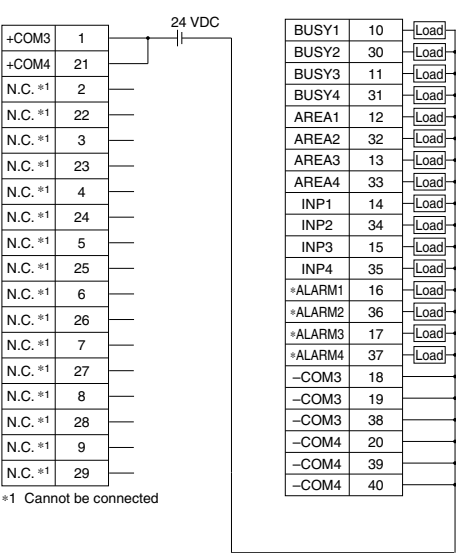 24 VDC
+COM3 1
+COM4 21
N.C. *1 2
N.C. *1 22
N.C. *1 3
N.C. *1 23
N.C. *1 4
N.C. *1 24
N.C. *1 5
N.C. *1 25
N.C. *1 6
N.C. *1 26
N.C. *1 7
N.C. *1 27
N.C. *1 8
N.C. *1 28
N.C. *1 9
N.C. *1 29
*1 Cannot be connected
BUSY1 10 Load
BUSY2 30 Load
BUSY3 11 Load
BUSY4 31 Load
AREA1 12 Load
AREA2 32 Load
AREA3 13 Load
AREA4 33 Load
INP1 14 Load
INP2 34 Load
INP3 15 Load
INP4 35 Load
*ALARM1 16 Load
*ALARM2 36 Load
*ALARM3 17 Load
*ALARM4 37 Load
–COM3 18
–COM3 19
–COM3 38
–COM4 20
–COM4 39
–COM4 40